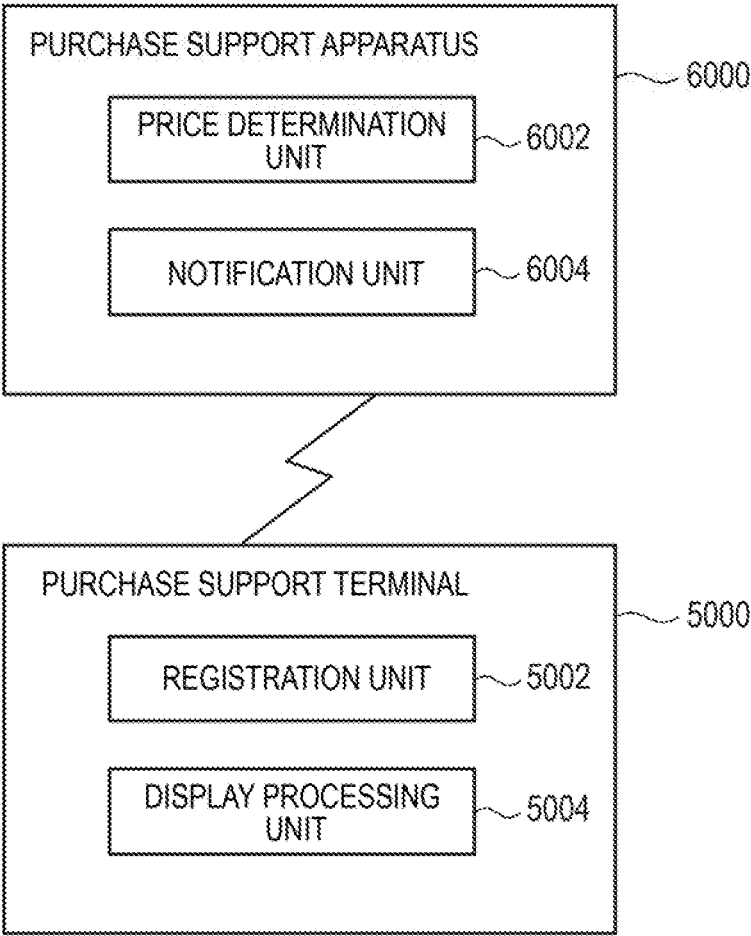 PURCHASE SUPPORT APPARATUS
6000
PRICE DETERMINATION
UNIT
6002
NOTIFICATION UNIT
6004
PURCHASE SUPPORT TERMINAL
5000
REGISTRATION UNIT
5002
DISPLAY PROCESSING
UNIT
5004